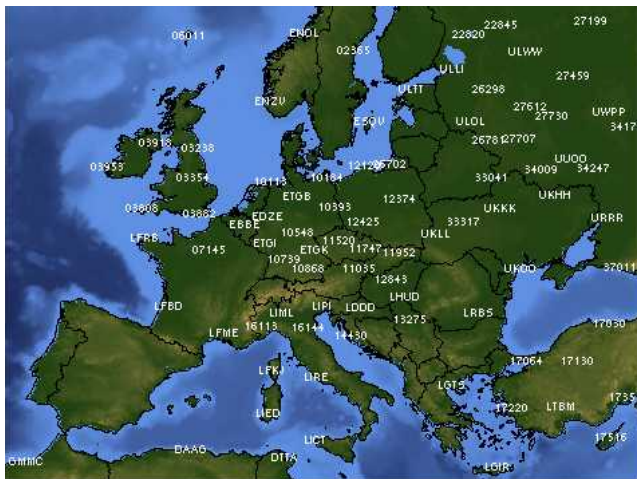 27199
22845
22820
ENOL
06011
02365
ULWW
ULLI
27459
ULTT
26298
ENZV
27612
UWPP
27730
ESQV
ULOL
3417
26781
27707
03918
03238
UUOO
03953
26702
34009
34247
03354
10113
10184
33041
ETGB
12374
UKHH
03808
10393
UKKK
03882
EDZE
12425
33317
URRR
EBBE
10548
UKLL
LFRB
ETGI
11520
07145
ETGK
11747
11952
10739
10868
11035
UKOO
37011
12843
LHUD
LFBD
LIML
LIPI
LDDD
LRBS
13275
17030
LFME
16113
16144
14430
17064
17130
LFKJ
LIRE
LGTS
1735
LIED
17220
LTBM
LICT
17516
DAAG
DTTA
GMMC
LGIR